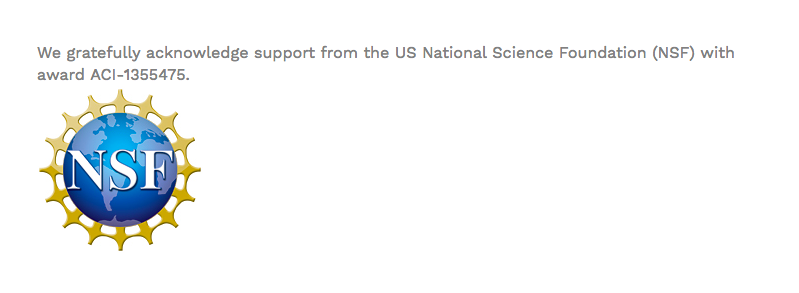 We gratefully acknowledge support from the US National Science Foundation (NSF) with
award ACI-1355475.
NSF